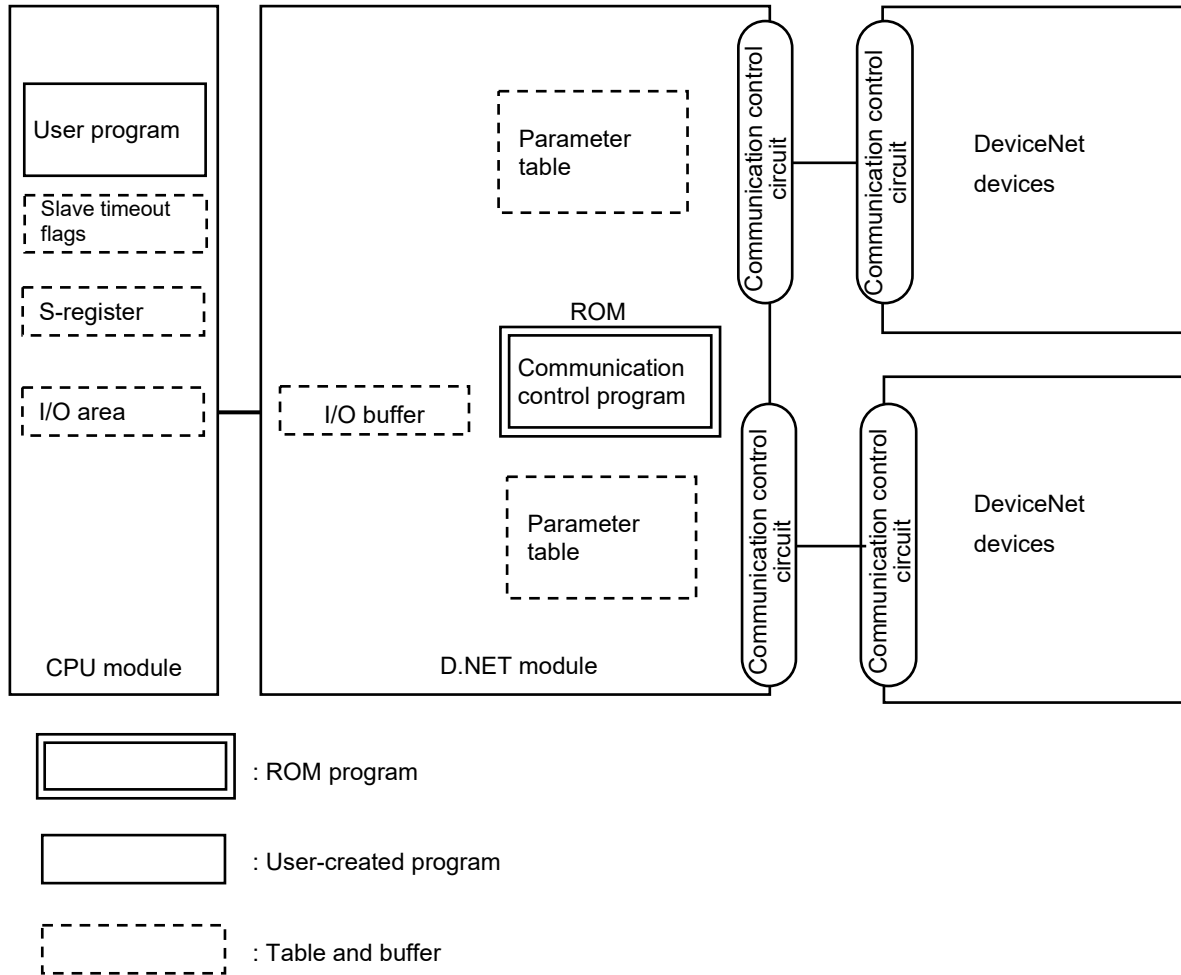 User program
Slave timeout
flags
S-register
I/O area
CPU module
Parameter
table
ROM
Communication
control program
I/O buffer
Parameter
table
D.NET module
Communication control
circuit
Communication control
circuit
DeviceNet
devices
Communication control
circuit
Communication control
circuit
DeviceNet
devices
: ROM program
: User-created program
: Table and buffer